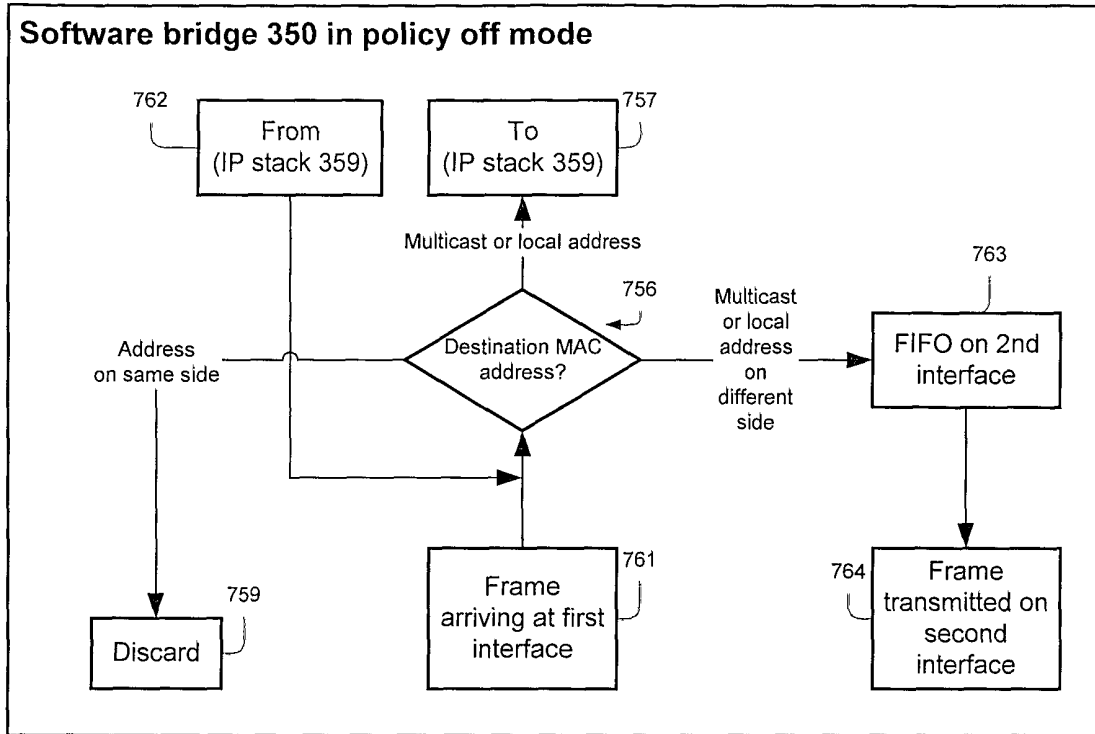 Software bridge 350 in policy off mode
762
From
(IP stack 359)
757
To
(IP stack 359)
Multicast or local address
756
Destination MAC
address?
Address
on same side
Multicast
or local
address
on
different
side
763
FIFO on 2nd
interface
759
Discard
761
Frame
arriving at first
interface
764
Frame
transmitted on
second
interface